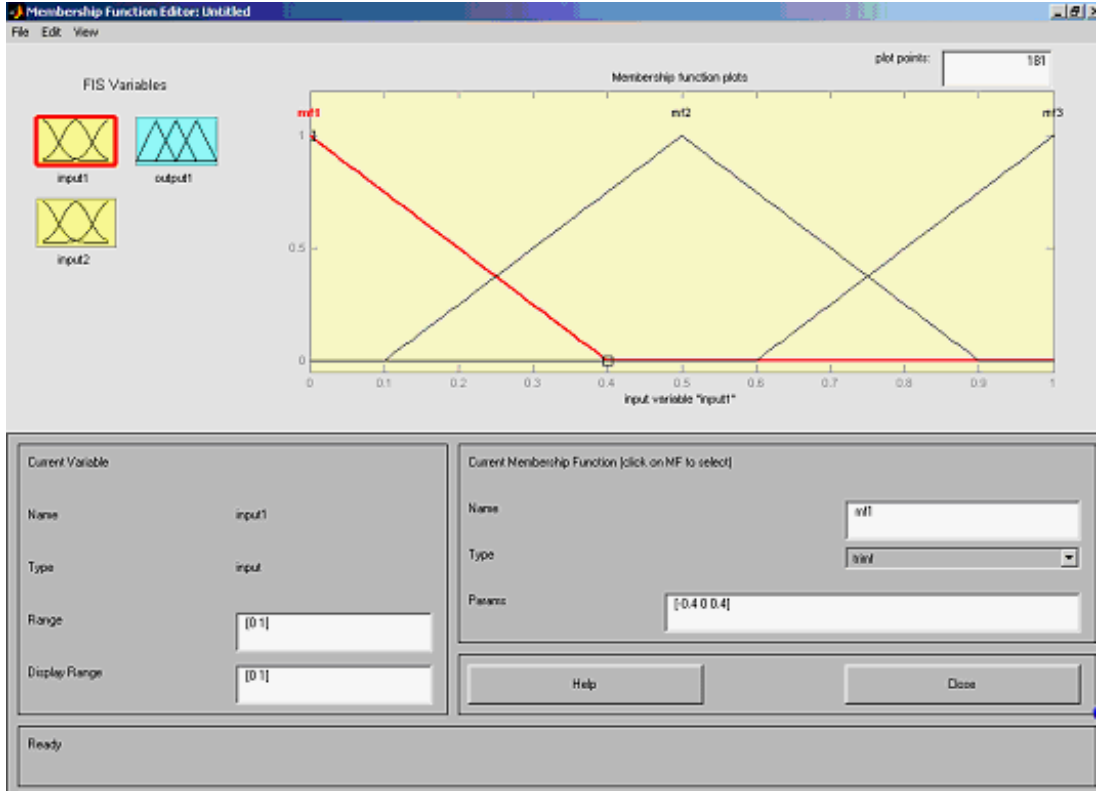 Membership Function Editor: Untitled
File Edit View
FIS Variables
plot points: 181
Membership function plots
mf1 mf2 mf3
input1 output1
input2
1
0.5
0
0 0.1 0.2 0.3 0.4 0.5 0.6 0.7 0.8 0.9 1
input variable "input1"
Current Variable
Name input1
Type input
Range [0 1]
Display Range [0 1]
Current Membership Function (click on MF to select)
Name mf1
Type trimf
Params [-0.4 0 0.4]
Help Close
Ready